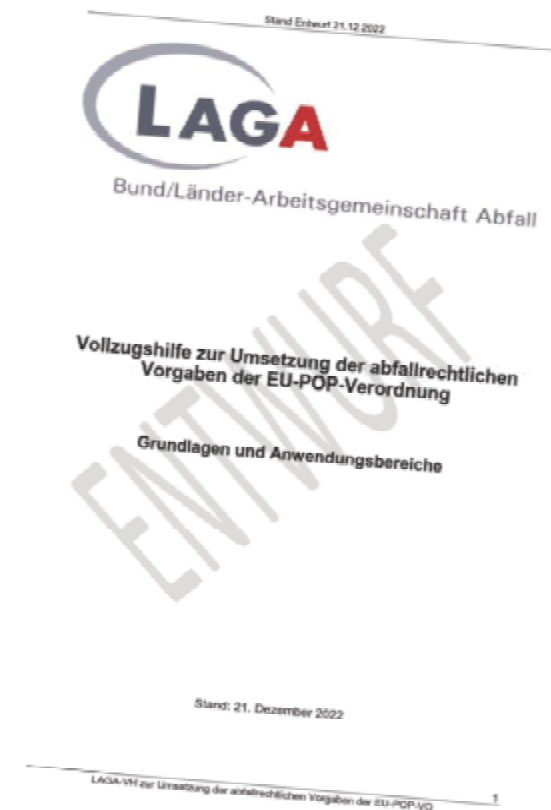 Stand Entwurf 21.12.2022
LAGA
Bund/Länder-Arbeitsgemeinschaft Abfall
ENTWURF
Vollzugshilfe zur Umsetzung der abfallrechtlichen
Vorgaben der EU-POP-Verordnung
Grundlagen und Anwendungsbereiche
Stand: 21. Dezember 2022
LAGA-VH zur Umsetzung der abfallrechtlichen Vorgaben der EU-POP-VO 1